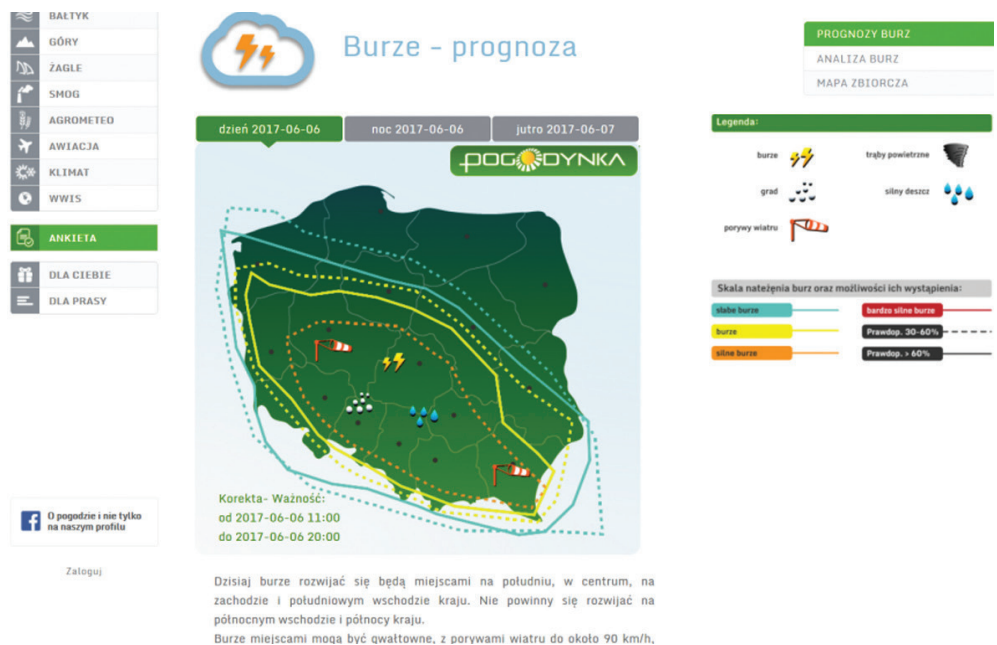 BAŁTYK
GÓRY
ŻAGLE
SMOG
AGROMETEO
AWIACJA
KLIMAT
WWIS
ANKIETA
DLA CIEBIE
DLA PRASY
O pogodzie i nie tylko
na naszym profilu
Zaloguj
Burze – prognoza
dzień 2017-06-06
noc 2017-06-06
jutro 2017-06-07
POGODYNKA
Korekta- Ważność:
od 2017-06-06 11:00
do 2017-06-06 20:00
Dzisiaj burze rozwijać się będą miejscami na południu, w centrum, na
zachodzie i południowym wschodzie kraju. Nie powinny się rozwijać na
północnym wschodzie i północy kraju.
Burze miejscami mogą być gwałtowne, z porywami wiatru do około 90 km/h,
PROGNOZY BURZ
ANALIZA BURZ
MAPA ZBIORCZA
Legenda:
burze
trąby powietrzne
grad
silny deszcz
porywy wiatru
Skala natężenia burz oraz możliwości ich wystąpienia:
słabe burze
bardzo silne burze
burze
Prawdop. 30-60%
silne burze
Prawdop. > 60%